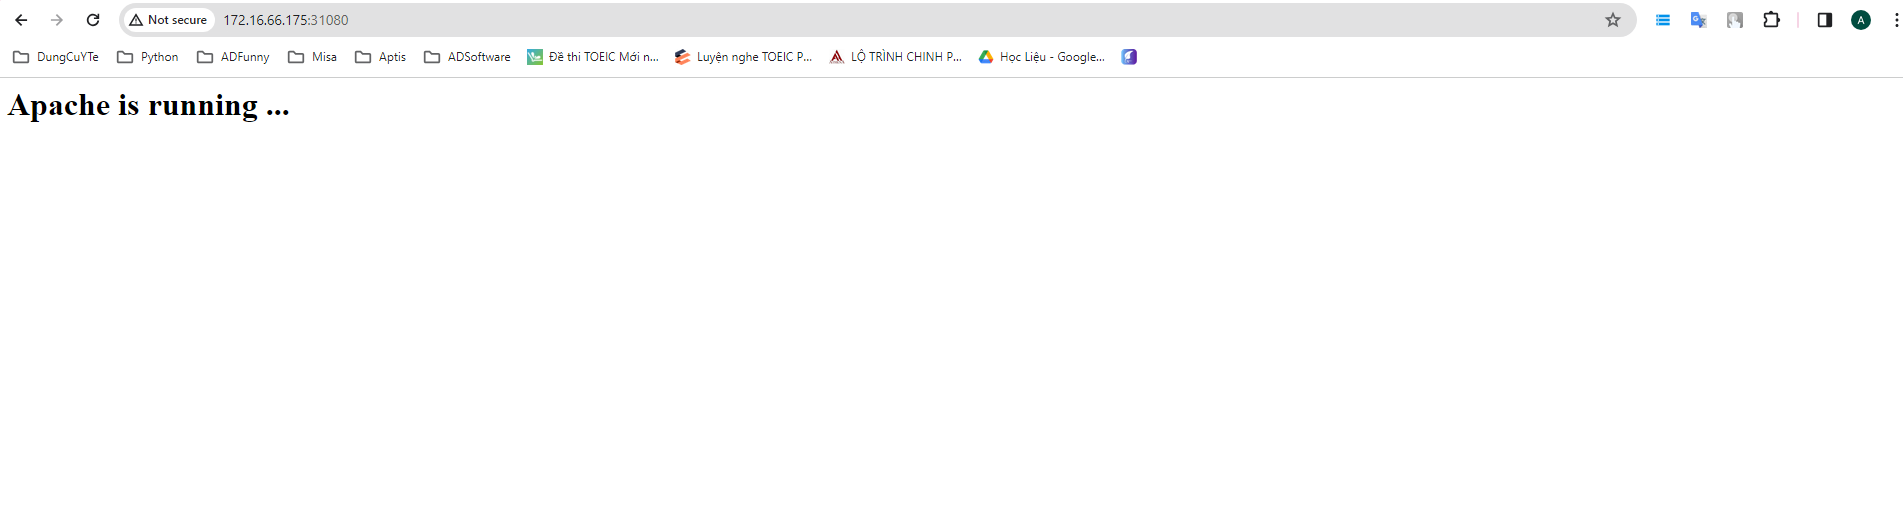 Not secure 172.16.66.175:31080 A
DungCuYTe Python ADFunny Misa Aptis ADSoftware Đề thi TOEIC Mới n... Luyện nghe TOEIC P... LỘ TRÌNH CHINH P... Học Liệu - Google...
Apache is running ...